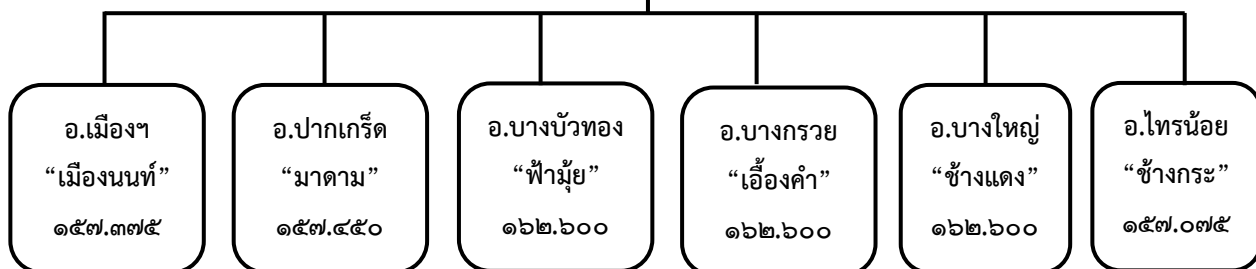 อ.เมืองฯ
“เมืองนนท์”
๑๕๗.๓๗๕
อ.ปากเกร็ด
“มาดาม”
๑๕๗.๔๕๐
อ.บางบัวทอง
“ฟ้ามุ้ย”
๑๖๒.๖๐๐
อ.บางกรวย
“เอื้องคำ”
๑๖๒.๖๐๐
อ.บางใหญ่
“ช้างแดง”
๑๖๒.๖๐๐
อ.ไทรน้อย
“ช้างกระ”
๑๕๗.๐๗๕